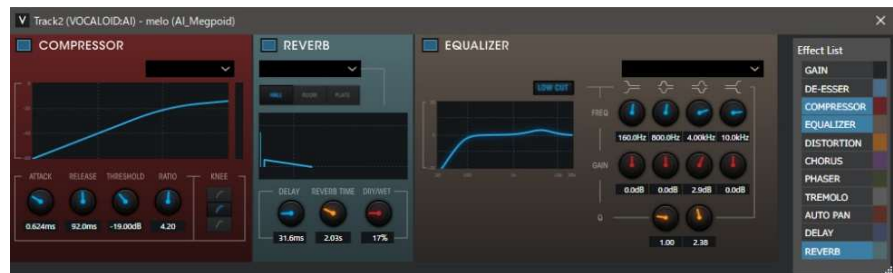 V Track2 (VOCALOID:AI) - melo (AI_Megpoid)
COMPRESSOR
ATTACK RELEASE THRESHOLD RATIO KNEE
0.624ms 92.0ms -19.00dB 4.20
REVERB
HALL ROOM PLATE
DELAY REVERB TIME DRY/WET
31.6ms 2.03s 17%
EQUALIZER
LOW CUT
FREQ
160.0Hz 800.0Hz 4.00kHz 10.0kHz
GAIN
0.0dB 0.0dB 2.9dB 0.0dB
Q
1.00 2.38
Effect List
GAIN
DE-ESSER
COMPRESSOR
EQUALIZER
DISTORTION
CHORUS
PHASER
TREMOLO
AUTO PAN
DELAY
REVERB